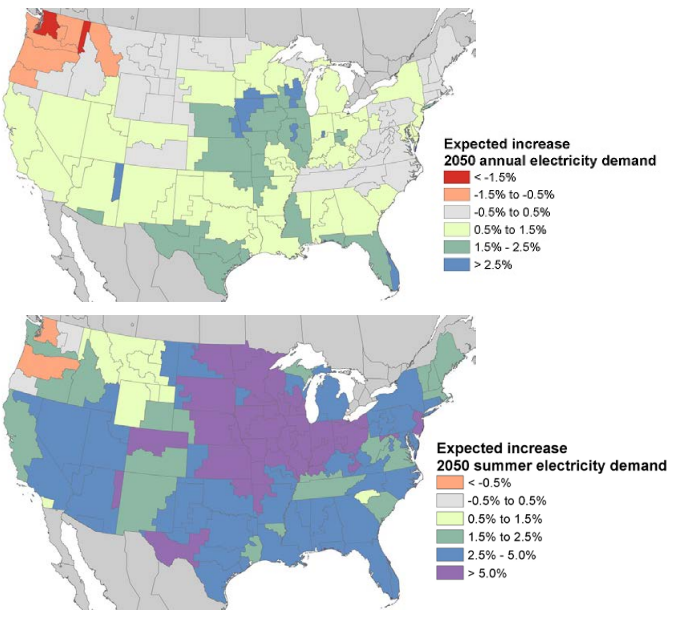 Expected increase
2050 annual electricity demand
< -1.5%
-1.5% to -0.5%
-0.5% to 0.5%
0.5% to 1.5%
1.5% - 2.5%
> 2.5%
Expected increase
2050 summer electricity demand
< -0.5%
-0.5% to 0.5%
0.5% to 1.5%
1.5% to 2.5%
2.5% - 5.0%
> 5.0%